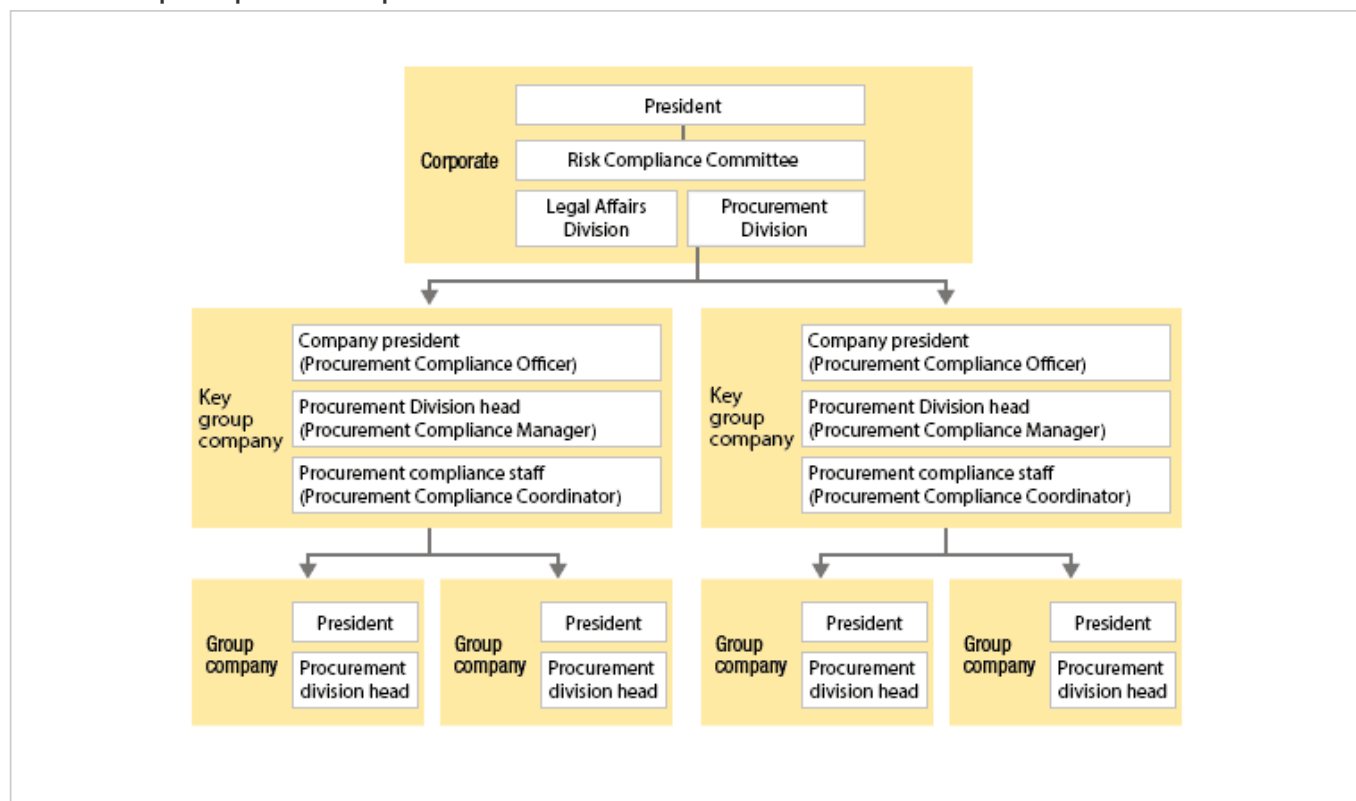 President
Corporate
Risk Compliance Committee
Legal Affairs
Division
Procurement
Division
Key
group
company
Company president
(Procurement Compliance Officer)
Procurement Division head
(Procurement Compliance Manager)
Procurement compliance staff
(Procurement Compliance Coordinator)
Key
group
company
Company president
(Procurement Compliance Officer)
Procurement Division head
(Procurement Compliance Manager)
Procurement compliance staff
(Procurement Compliance Coordinator)
Group
company
President
Procurement
division head
Group
company
President
Procurement
division head
Group
company
President
Procurement
division head
Group
company
President
Procurement
division head